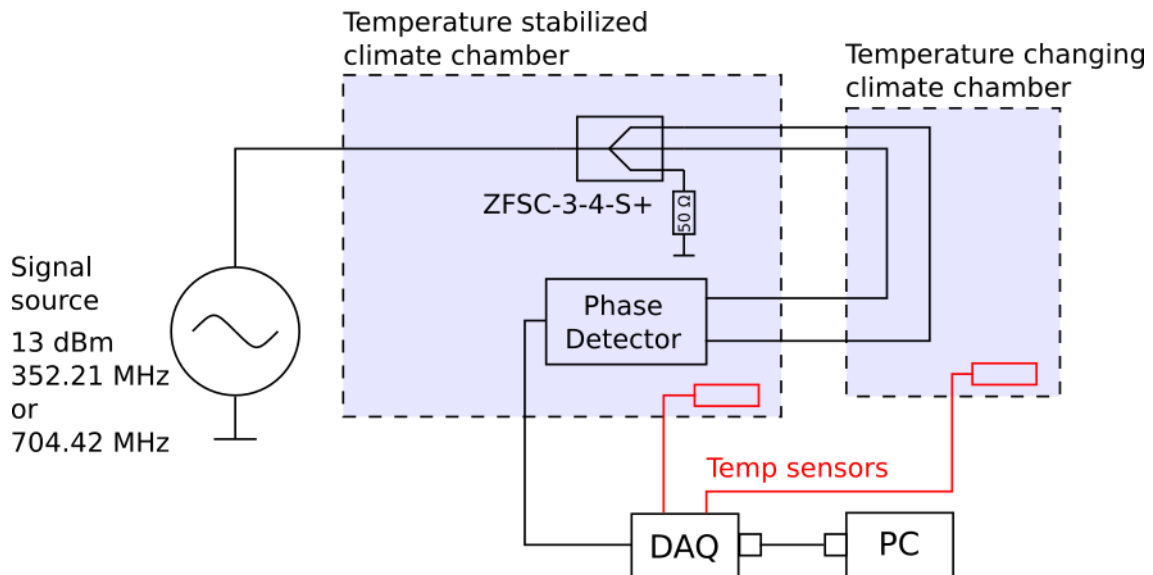 Temperature stabilized
climate chamber
Temperature changing
climate chamber
ZFSC-3-4-S+
50 Ω
Signal
source
13 dBm
352.21 MHz
or
704.42 MHz
Phase
Detector
Temp sensors
DAQ
PC